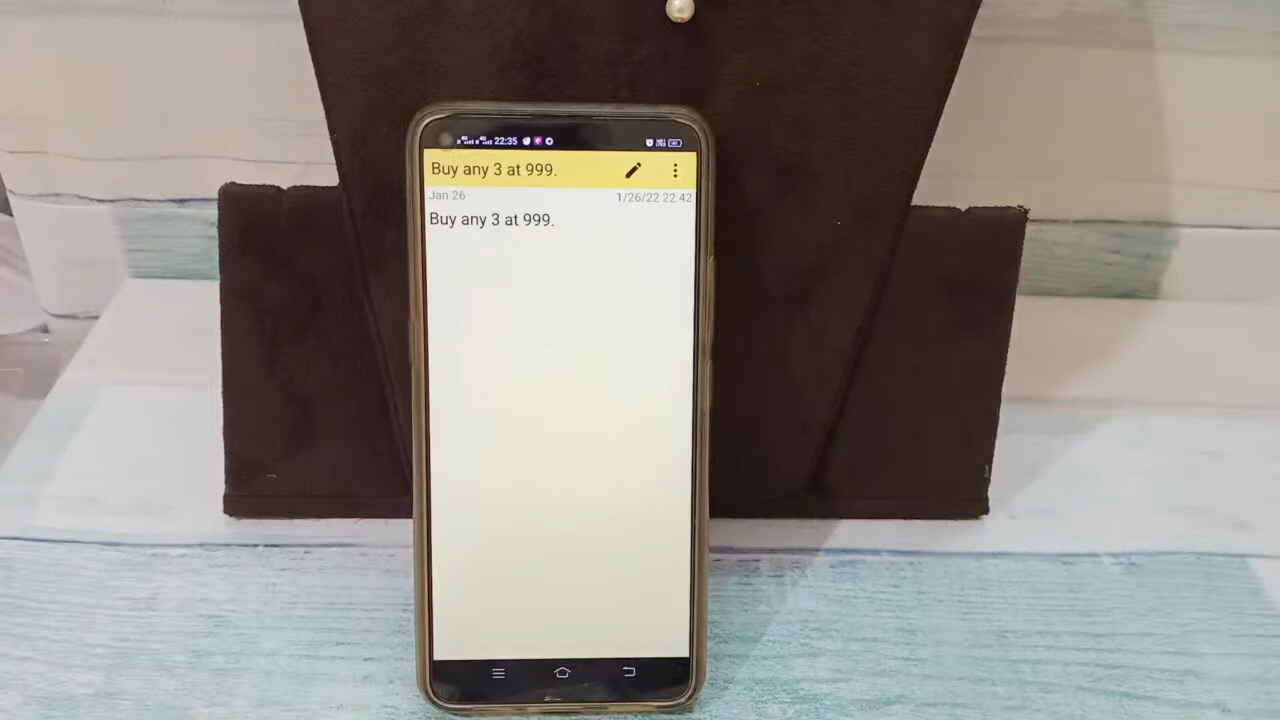 22:35
Buy any 3 at 999.
Jan 26
1/26/22 22:42
Buy any 3 at 999.